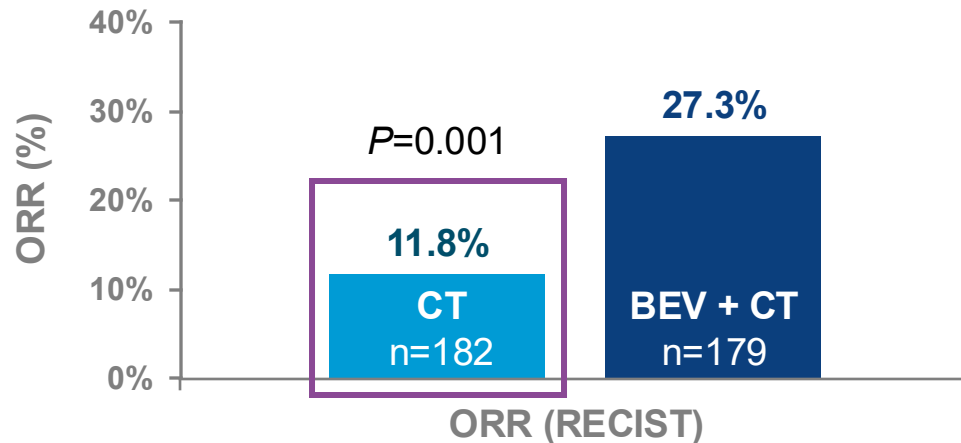 40%
30%
20%
10%
0%
ORR (%)
P=0.001
11.8%
CT
n=182
27.3%
BEV + CT
n=179
ORR (RECIST)